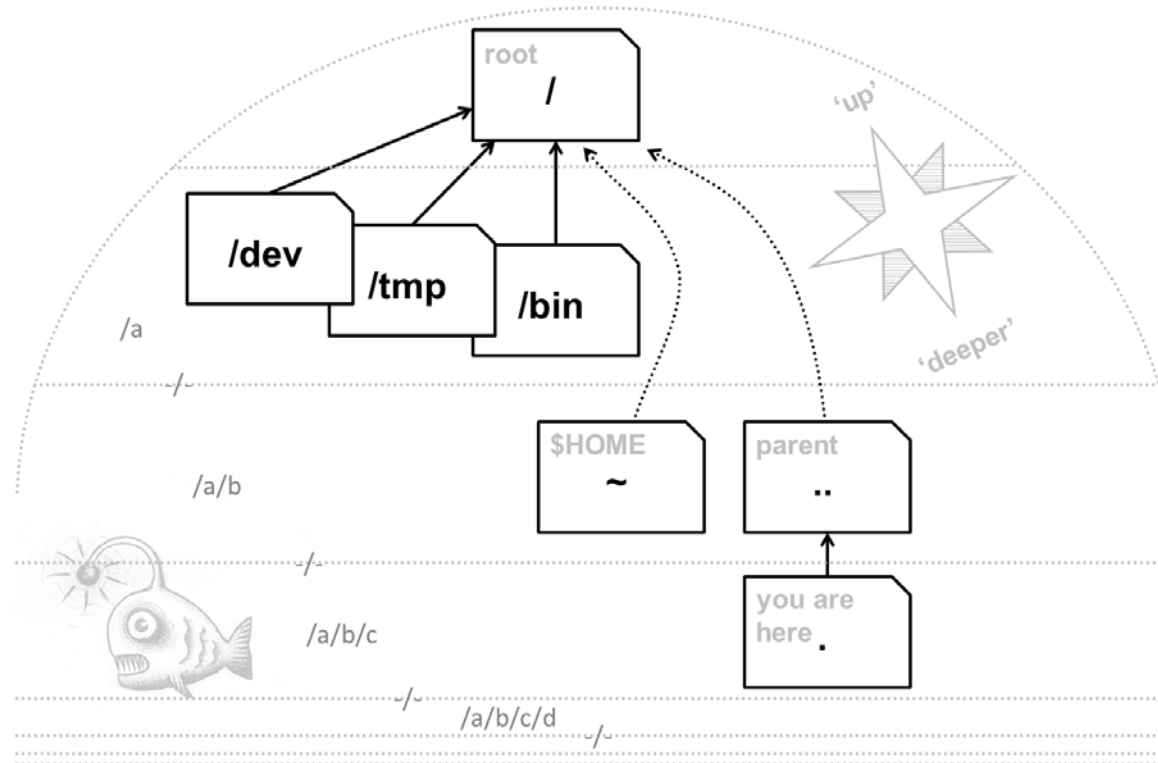 root
/
'up'
/dev
/tmp
/bin
/a
'deeper'
-/-
$HOME
~
parent
..
/a/b
-/-
you are
here .
/a/b/c
-/-
/a/b/c/d
-/-